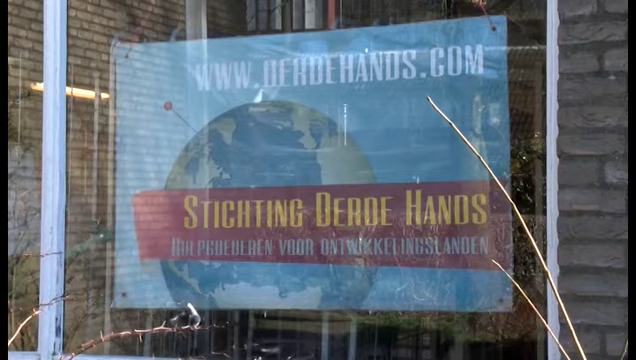 WWW.DERDEHANDS.COM
STICHTING DERDE HANDS
HULPGOEDEREN VOOR ONTWIKKELINGSLANDEN